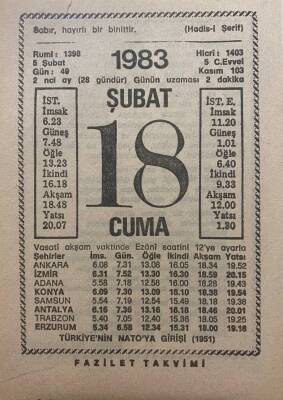 Sabır, hayırlı bir binittir. (Hadis-i Şerif)
Rumi : 1398 1983 Hicri : 1403
5 Şubat 5 C.Evvel
Gün : 49 Kasım 103
2 nci ay (28 gündür) Günün uzaması 2 dakika
İST. ŞUBAT İST. E.
İmsak İmsak
6.23 11.20
Güneş Güneş
7.48 1.01
Öğle 18 Öğle
13.23 6.40
İkindi İkindi
16.18 9.33
Akşam Akşam
18.48 12.00
Yatsı Yatsı
20.07 CUMA 1.30
Vasati akşam vaktinde Ezâni saatini 12'ye ayarla
Şehirler İms. Gün. Öğle İkindi Akşam Yatsı
ANKARA 6.08 7.31 13.08 16.05 18.34 19.52
İZMİR 6.31 7.52 13.30 16.30 18.59 20.15
ADANA 5.58 7.18 12.58 16.00 18.28 19.43
KONYA 6.09 7.30 13.09 16.10 18.38 19.54
SAMSUN 5.54 7.19 12.54 15.49 18.18 19.38
ANTALYA 6.16 7.36 13.16 16.18 18.46 20.01
TRABZON 5.40 7.05 12.40 15.36 18.05 19.25
ERZURUM 5.34 6.58 12.34 15.31 18.00 19.18
TÜRKİYE'NİN NATO'YA GİRİŞİ (1951)
FAZİLET TAKVİMİ